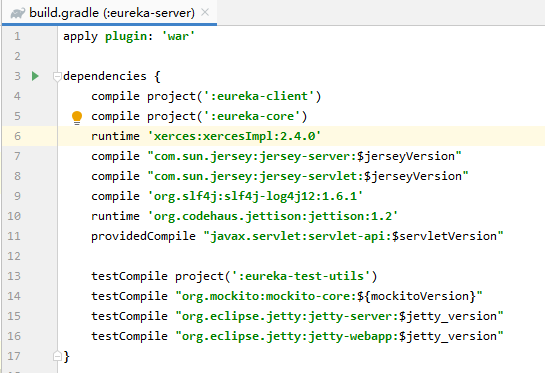 build.gradle (:eureka-server)
1 apply plugin: 'war'
2
3 dependencies {
4 compile project(':eureka-client')
5 compile project(':eureka-core')
6 runtime 'xerces:xercesImpl:2.4.0'
7 compile "com.sun.jersey:jersey-server:$jerseyVersion"
8 compile "com.sun.jersey:jersey-servlet:$jerseyVersion"
9 compile 'org.slf4j:slf4j-log4j12:1.6.1'
10 runtime 'org.codehaus.jettison:jettison:1.2'
11 providedCompile "javax.servlet:servlet-api:$servletVersion"
12
13 testCompile project(':eureka-test-utils')
14 testCompile "org.mockito:mockito-core:${mockitoVersion}"
15 testCompile "org.eclipse.jetty:jetty-server:$jetty_version"
16 testCompile "org.eclipse.jetty:jetty-webapp:$jetty_version"
17 }